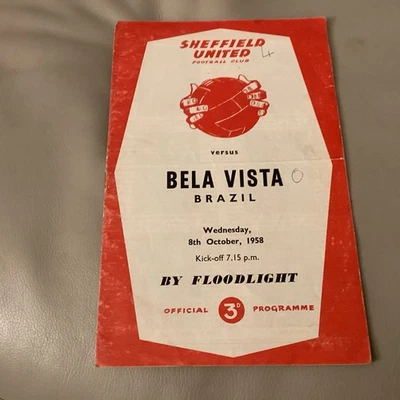 SHEFFIELD
UNITED 4
FOOTBALL CLUB
versus
BELA VISTA 0
BRAZIL
Wednesday,
8th October, 1958
Kick-off 7.15 p.m.
BY FLOODLIGHT
OFFICIAL 3D PROGRAMME